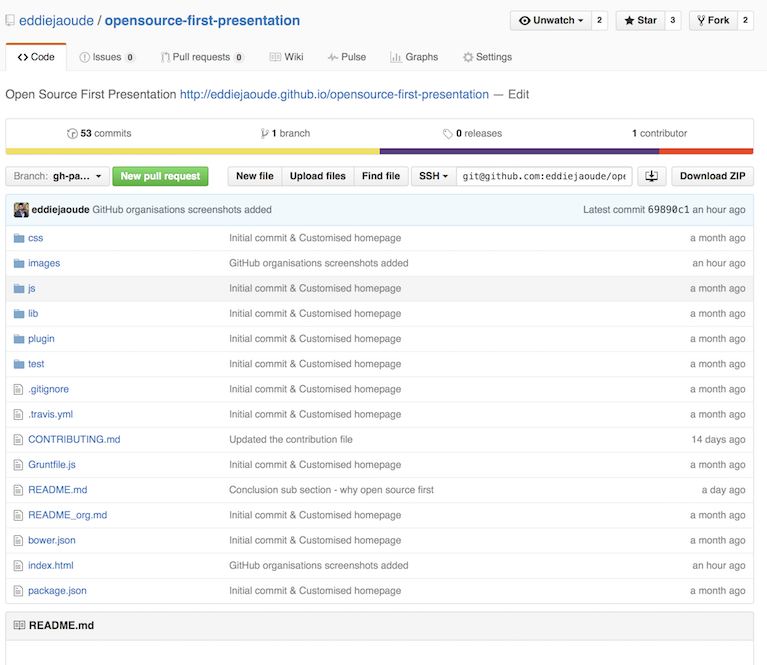 eddiejaoude / opensource-first-presentation
Unwatch 2 Star 3 Fork 2
Code Issues 0 Pull requests 0 Wiki Pulse Graphs Settings
Open Source First Presentation http://eddiejaoude.github.io/opensource-first-presentation — Edit
53 commits 1 branch 0 releases 1 contributor
Branch: gh-pa... New pull request New file Upload files Find file SSH git@github.com:eddiejaoude/ope Download ZIP
eddiejaoude GitHub organisations screenshots added Latest commit 69890c1 an hour ago
css Initial commit & Customised homepage a month ago
images GitHub organisations screenshots added an hour ago
js Initial commit & Customised homepage a month ago
lib Initial commit & Customised homepage a month ago
plugin Initial commit & Customised homepage a month ago
test Initial commit & Customised homepage a month ago
.gitignore Initial commit & Customised homepage a month ago
.travis.yml Initial commit & Customised homepage a month ago
CONTRIBUTING.md Updated the contribution file 14 days ago
Gruntfile.js Initial commit & Customised homepage a month ago
README.md Conclusion sub section - why open source first a day ago
README_org.md Initial commit & Customised homepage a month ago
bower.json Initial commit & Customised homepage a month ago
index.html GitHub organisations screenshots added an hour ago
package.json Initial commit & Customised homepage a month ago
README.md